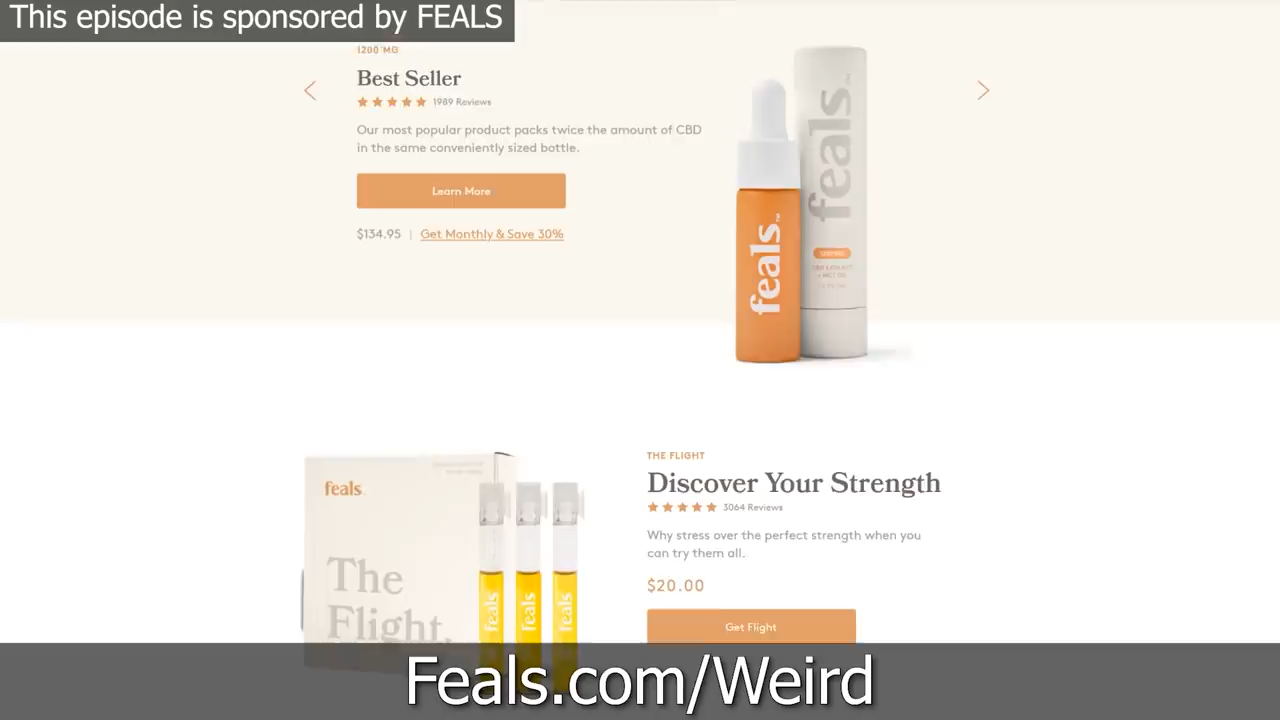 This episode is sponsored by FEALS
1200 MG
Best Seller
1989 Reviews
Our most popular product packs twice the amount of CBD
in the same conveniently sized bottle.
Learn More
$134.95 | Get Monthly & Save 30%
feals.™
feals.™
feals
The
Flight.
feals
feals
feals
THE FLIGHT
Discover Your Strength
3064 Reviews
Why stress over the perfect strength when you
can try them all.
$20.00
Get Flight
Feals.com/Weird